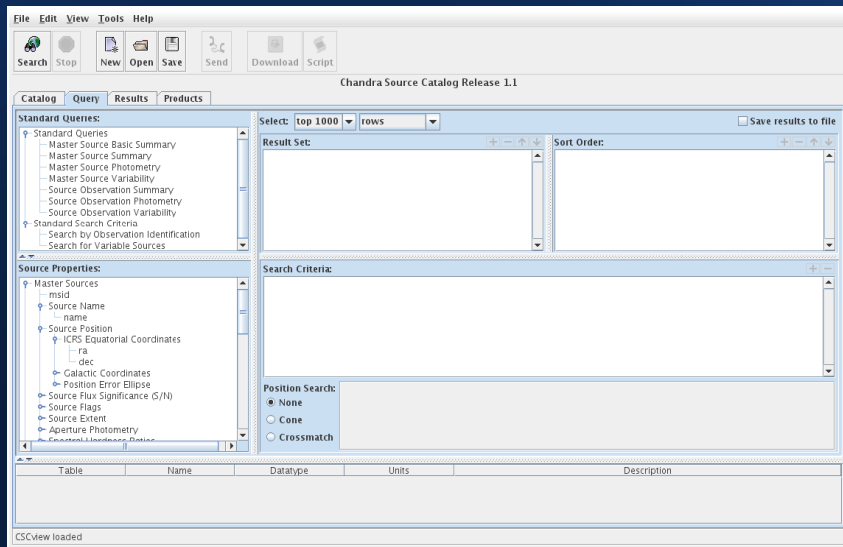 File Edit View Tools Help
Search Stop New Open Save Send Download Script
Chandra Source Catalog Release 1.1
Catalog Query Results Products
Standard Queries:
Standard Queries
Master Source Basic Summary
Master Source Summary
Master Source Photometry
Master Source Variability
Source Observation Summary
Source Observation Photometry
Source Observation Variability
Standard Search Criteria
Search by Observation Identification
Search for Variable Sources
Select: top 1000 rows Save results to file
Result Set: Sort Order:
Source Properties:
Master Sources
msid
Source Name
name
Source Position
ICRS Equatorial Coordinates
ra
dec
Galactic Coordinates
Position Error Ellipse
Source Flux Significance (S/N)
Source Flags
Source Extent
Aperture Photometry
Spectral Hardness Ratios
Search Criteria:
Position Search:
None
Cone
Crossmatch
Table Name Datatype Units Description
CSCview loaded